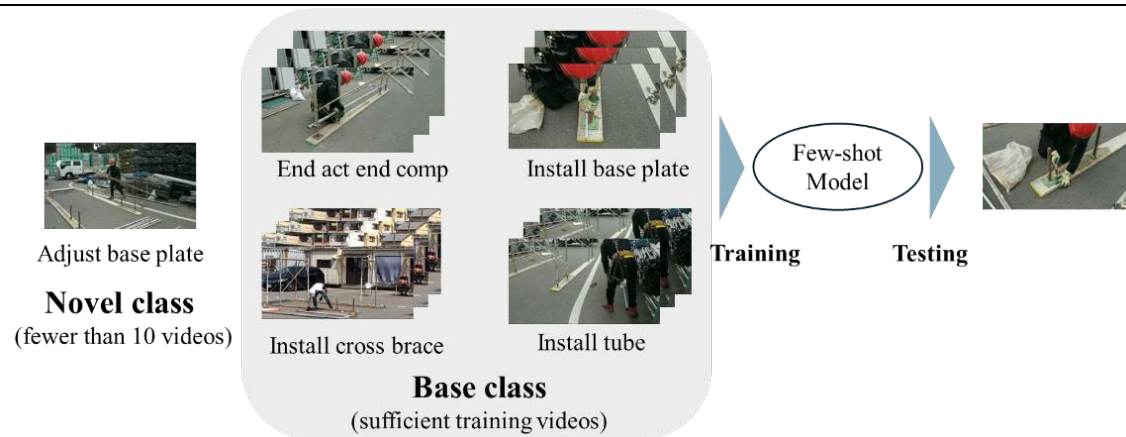 Adjust base plate
Novel class
(fewer than 10 videos)
End act end comp
Install base plate
Install cross brace
Install tube
Base class
(sufficient training videos)
Training
Few-shot
Model
Testing